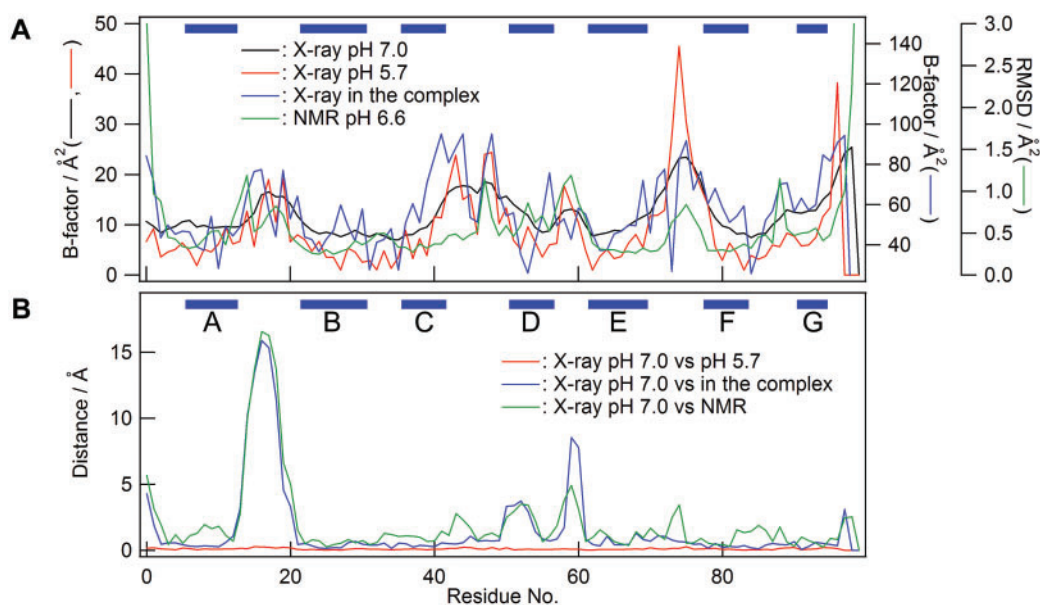 A
B-factor / Å2(—, —)
50
40
30
20
10
0
: X-ray pH 7.0
: X-ray pH 5.7
: X-ray in the complex
: NMR pH 6.6
140
120
100
80
60
40
B-factor / Å2(—)
3.0
2.5
2.0
1.5
1.0
0.5
0.0
RMSD / Å2(—)
B
Distance / Å
15
10
5
0
A B C D E F G
: X-ray pH 7.0 vs pH 5.7
: X-ray pH 7.0 vs in the complex
: X-ray pH 7.0 vs NMR
0 20 40 60 80
Residue No.